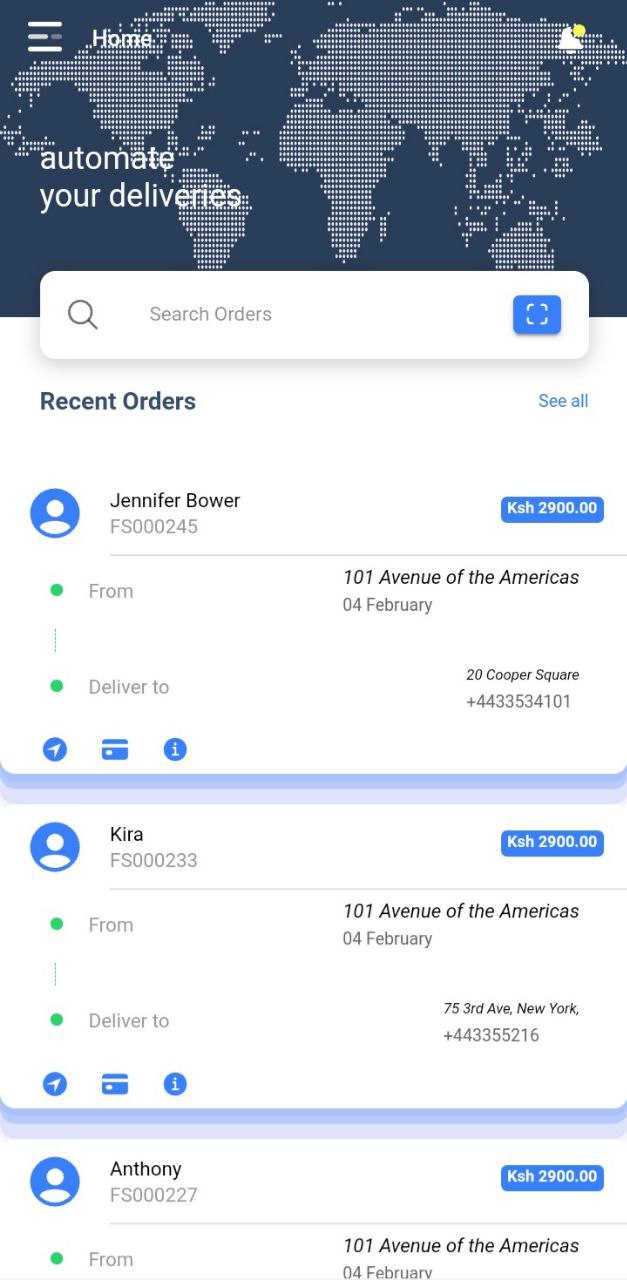 Home
automate
your deliveries
Search Orders
Recent Orders
See all
Jennifer Bower
Ksh 2900.00
FS000245
From
101 Avenue of the Americas
04 February
Deliver to
20 Cooper Square
+4433534101
Kira
Ksh 2900.00
FS000233
From
101 Avenue of the Americas
04 February
Deliver to
75 3rd Ave, New York,
+443355216
Anthony
Ksh 2900.00
FS000227
From
101 Avenue of the Americas
04 February